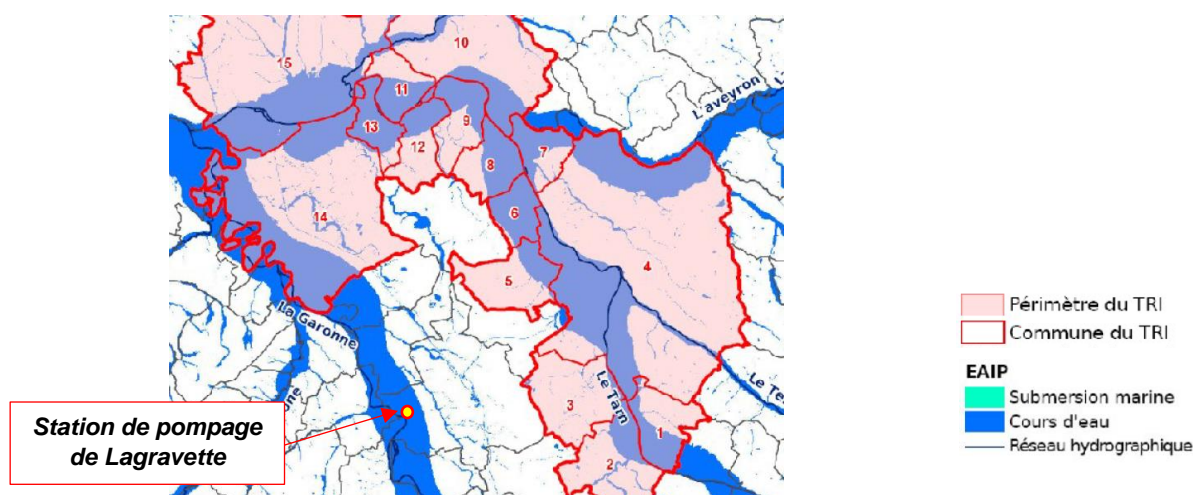 10
15
L'aveyron
11
9
13
12
7
8
14
6
4
5
La Garonne
Le Tam
Le Te
3
1
2
Station de pompage
de Lagravette
Périmètre du TRI
Commune du TRI
EAIP
Submersion marine
Cours d'eau
Réseau hydrographique